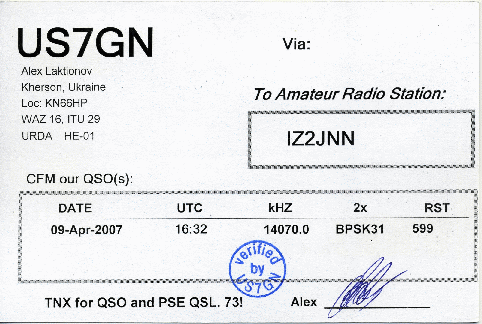 US7GN
Via:
Alex Laktionov
Kherson, Ukraine
Loc: KN66HP
WAZ 16, ITU 29
URDA HE-01
To Amateur Radio Station:
IZ2JNN
CFM our QSO(s):
DATE UTC kHZ 2x RST
09-Apr-2007 16:32 14070.0 BPSK31 599
verified
by
US7GN
TNX for QSO and PSE QSL. 73! Alex